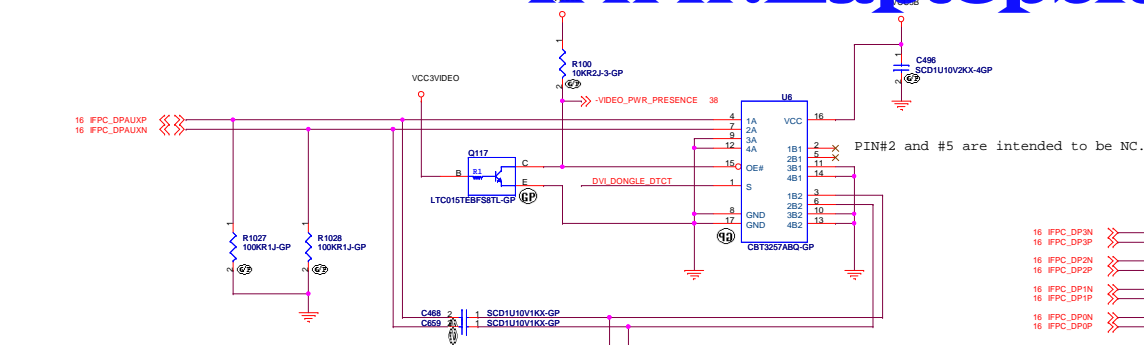 R100
10KR2J-3-GP
C496
SCD1U10V2KX-4GP
VCC3VIDEO
-VIDEO_PWR_PRESENCE 38
U6
16 IFPC_DPAUXP
16 IFPC_DPAUXN
4 1A
7 2A
9 3A
12 4A
VCC 16
1B1 2
2B1 5
3B1 11
4B1 14
PIN#2 and #5 are intended to be NC.
Q117
B R1 C
E
LTC015TEBFS8TL-GP
15 OE#
DVI_DONGLE_DTCT 1 S
1B2 3
2B2 6
3B2 10
4B2 13
8 GND
17 GND
CBT3257ABQ-GP
R1027
100KR1J-GP
R1028
100KR1J-GP
16 IFPC_DP3N
16 IFPC_DP3P
16 IFPC_DP2N
16 IFPC_DP2P
16 IFPC_DP1N
16 IFPC_DP1P
16 IFPC_DP0N
16 IFPC_DP0P
C468 2 1 SCD1U10V1KX-GP
C659 2 1 SCD1U10V1KX-GP